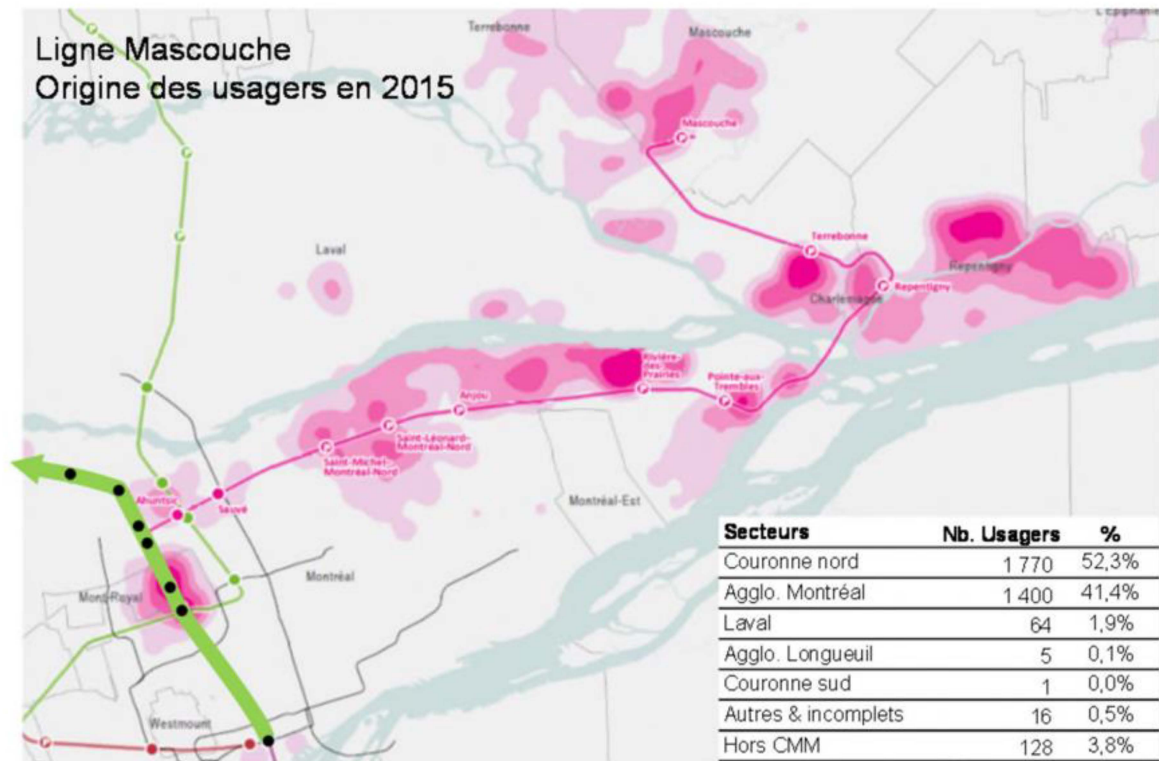 Ligne Mascouche
Origine des usagers en 2015
Terrebonne
Mascouche
L'Épiphanie
Mascouche
Laval
Terrebonne
Repentigny
Charlemagne
Repentigny
Rivière-
des
Prairies
Pointe-aux-
Trembles
Anjou
Saint-Léonard-
Montréal-Nord
Saint-Michel-
Montréal-Nord
Ahuntsic
Sauvé
Montréal-Est
Montréal
Mont-Royal
Westmount
Secteurs Nb. Usagers %
Couronne nord 1 770 52,3%
Agglo. Montréal 1 400 41,4%
Laval 64 1,9%
Agglo. Longueuil 5 0,1%
Couronne sud 1 0,0%
Autres & incomplets 16 0,5%
Hors CMM 128 3,8%